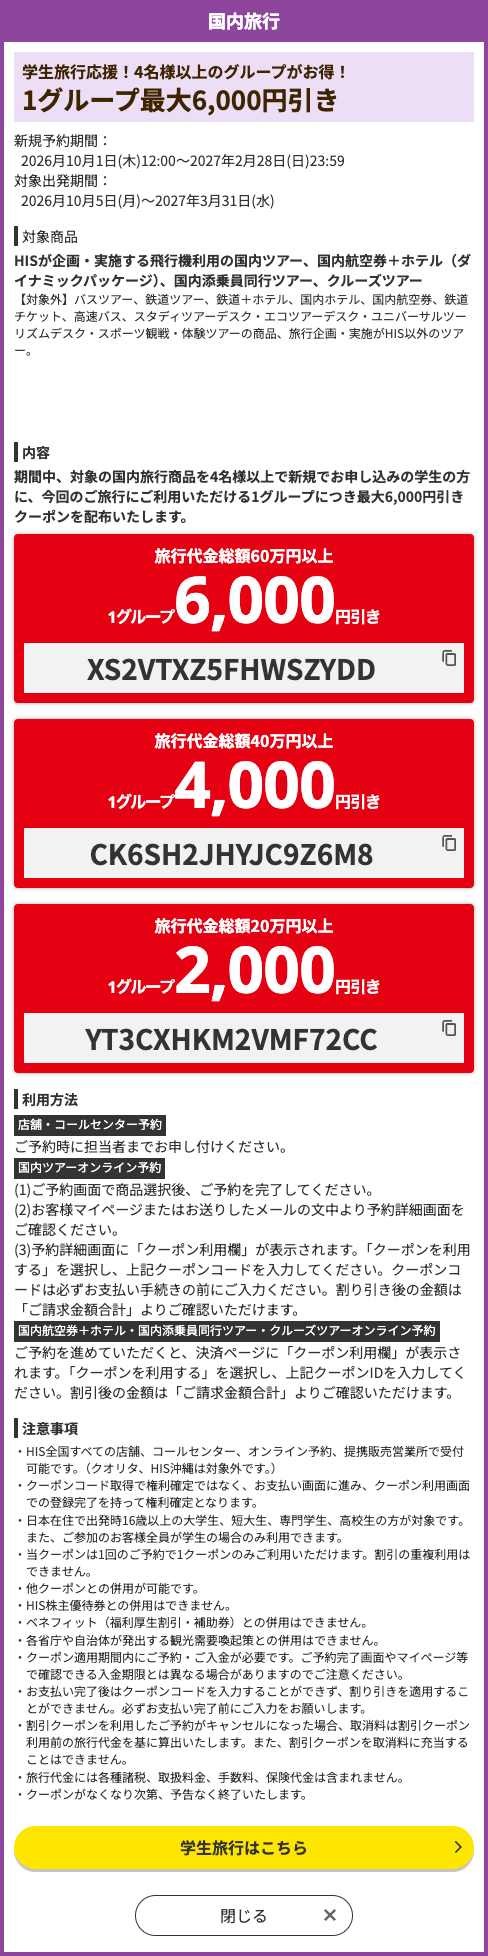 国内旅行
学生旅行応援！4名様以上のグループがお得！
1グループ最大6,000円引き
新規予約期間：
2026月10月1日(木)12:00～2027年2月28日(日)23:59
対象出発期間：
2026月10月5日(月)～2027年3月31日(水)
対象商品
HISが企画・実施する飛行機利用の国内ツアー、国内航空券＋ホテル（ダ
イナミックパッケージ）、国内添乗員同行ツアー、クルーズツアー
【対象外】バスツアー、鉄道ツアー、鉄道＋ホテル、国内ホテル、国内航空券、鉄道
チケット、高速バス、スタディツアーデスク・エコツアーデスク・ユニバーサルツー
リズムデスク・スポーツ観戦・体験ツアーの商品、旅行企画・実施がHIS以外のツア
ー。
内容
期間中、対象の国内旅行商品を4名様以上で新規でお申し込みの学生の方
に、今回のご旅行にご利用いただける1グループにつき最大6,000円引き
クーポンを配布いたします。
旅行代金総額60万円以上
1グループ6,000円引き
XS2VTXZ5FHWSZYDD
旅行代金総額40万円以上
1グループ4,000円引き
CK6SH2JHYJC9Z6M8
旅行代金総額20万円以上
1グループ2,000円引き
YT3CXHKM2VMF72CC
利用方法
店舗・コールセンター予約
ご予約時に担当者までお申し付けください。
国内ツアーオンライン予約
(1)ご予約画面で商品選択後、ご予約を完了してください。
(2)お客様マイページまたはお送りしたメールの文中より予約詳細画面を
ご確認ください。
(3)予約詳細画面に「クーポン利用欄」が表示されます。「クーポンを利用
する」を選択し、上記クーポンコードを入力してください。クーポンコ
ードは必ずお支払い手続きの前にご入力ください。割り引き後の金額は
「ご請求金額合計」よりご確認いただけます。
国内航空券＋ホテル・国内添乗員同行ツアー・クルーズツアーオンライン予約
ご予約を進めていただくと、決済ページに「クーポン利用欄」が表示さ
れます。「クーポンを利用する」を選択し、上記クーポンIDを入力してく
ださい。割引後の金額は「ご請求金額合計」よりご確認いただけます。
注意事項
・HIS全国すべての店舗、コールセンター、オンライン予約、提携販売営業所で受付
可能です。（クオリタ、HIS沖縄は対象外です。）
・クーポンコード取得で権利確定ではなく、お支払い画面に進み、クーポン利用画面
での登録完了を持って権利確定となります。
・日本在住で出発時16歳以上の大学生、短大生、専門学生、高校生の方が対象です。
また、ご参加のお客様全員が学生の場合のみ利用できます。
・当クーポンは1回のご予約で1クーポンのみご利用いただけます。割引の重複利用は
できません。
・他クーポンとの併用が可能です。
・HIS株主優待券との併用はできません。
・ベネフィット（福利厚生割引・補助券）との併用はできません。
・各省庁や自治体が発出する観光需要喚起策との併用はできません。
・クーポン適用期間内にご予約・ご入金が必要です。ご予約完了画面やマイページ等
で確認できる入金期限とは異なる場合がありますのでご注意ください。
・お支払い完了後はクーポンコードを入力することができず、割り引きを適用するこ
とができません。必ずお支払い完了前にご入力をお願いします。
・割引クーポンを利用したご予約がキャンセルになった場合、取消料は割引クーポン
利用前の旅行代金を基に算出いたします。また、割引クーポンを取消料に充当する
ことはできません。
・旅行代金には各種諸税、取扱料金、手数料、保険代金は含まれません。
・クーポンがなくなり次第、予告なく終了いたします。
学生旅行はこちら
閉じる